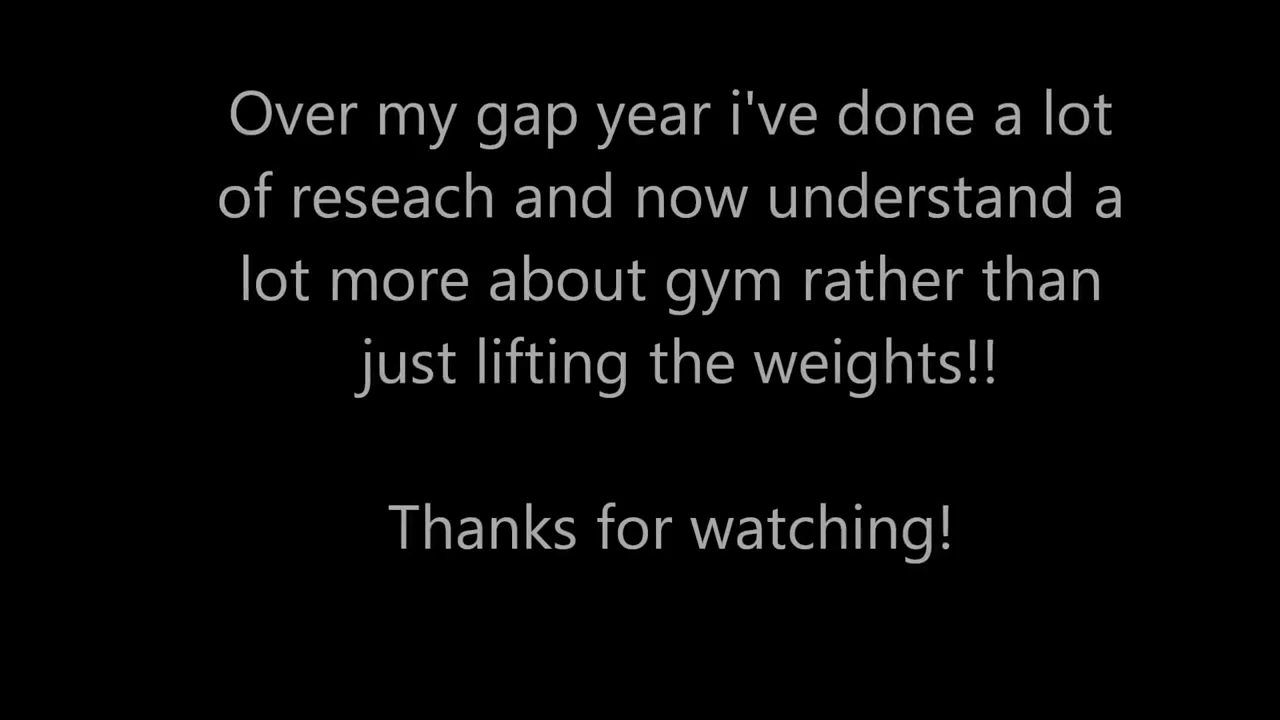 Over my gap year i've done a lot
of reseach and now understand a
lot more about gym rather than
just lifting the weights!!
Thanks for watching!